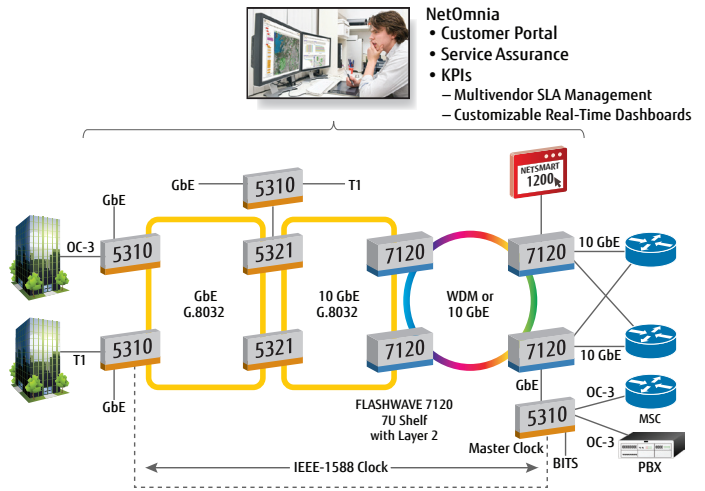 NetOmnia
• Customer Portal
• Service Assurance
• KPIs
– Multivendor SLA Management
– Customizable Real-Time Dashboards
NETSMART
1200
GbE
5310
T1
GbE
OC-3
5310
5321
7120
7120
10 GbE
GbE
G.8032
10 GbE
G.8032
WDM or
10 GbE
5310
5321
7120
7120
10 GbE
T1
GbE
GbE
FLASHWAVE 7120
7U Shelf
with Layer 2
5310
OC-3
MSC
OC-3
PBX
Master Clock
BITS
IEEE-1588 Clock